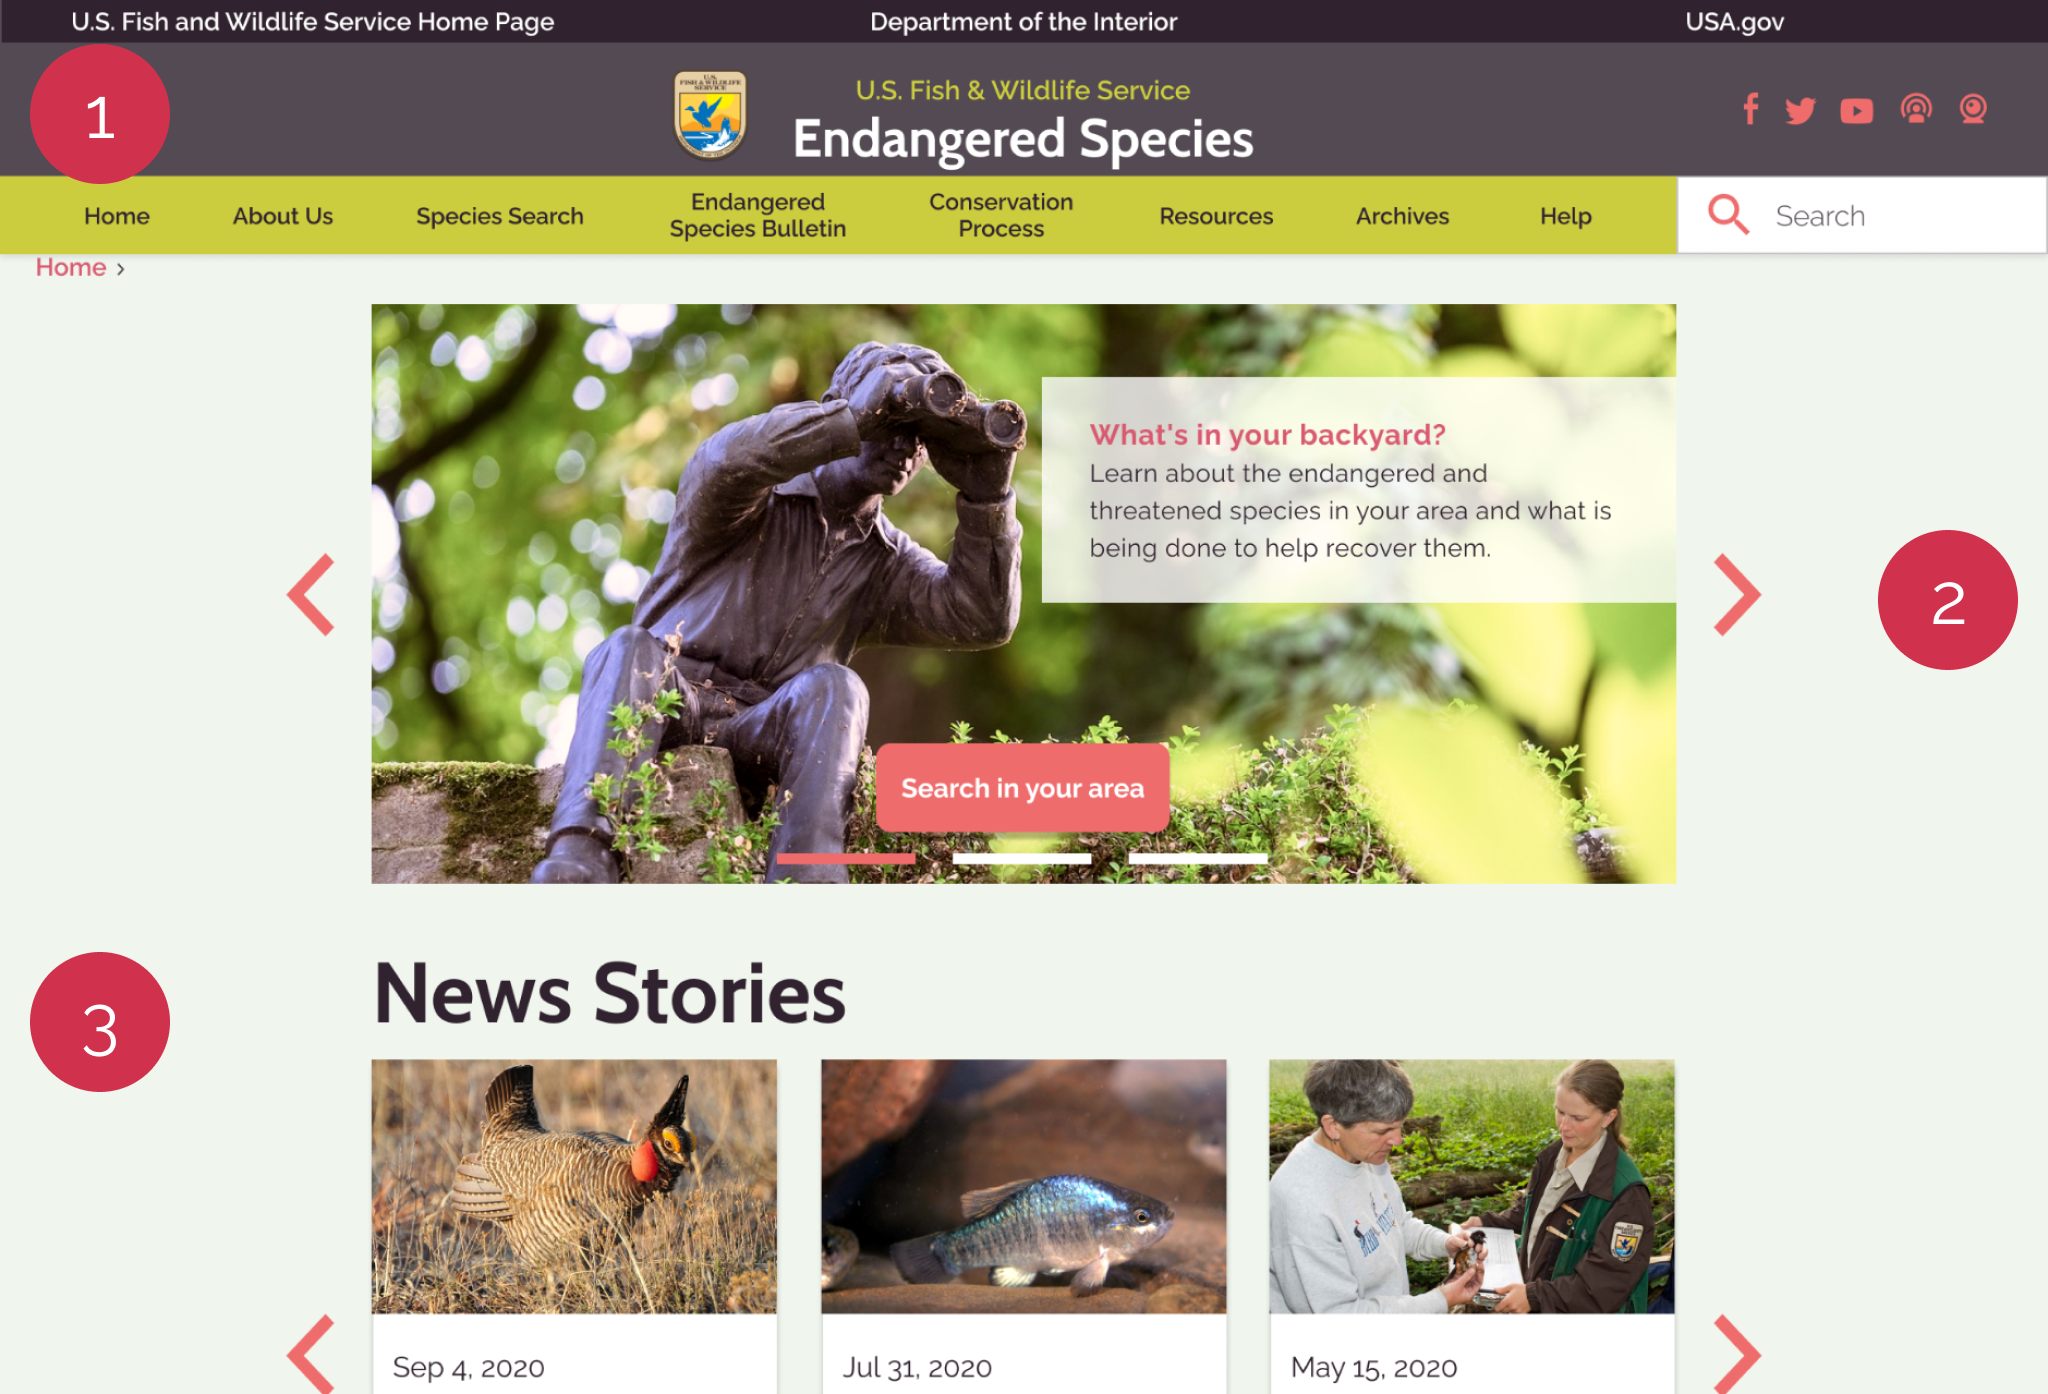 U.S. Fish and Wildlife Service Home Page
Department of the Interior
USA.gov
1
U.S.
FISH & WILDLIFE
SERVICE
U.S. Fish & Wildlife Service
Endangered Species
Home
About Us
Species Search
Endangered
Species Bulletin
Conservation
Process
Resources
Archives
Help
Search
Home ›
What's in your backyard?
Learn about the endangered and
threatened species in your area and what is
being done to help recover them.
2
Search in your area
3
News Stories
Sep 4, 2020
Jul 31, 2020
May 15, 2020